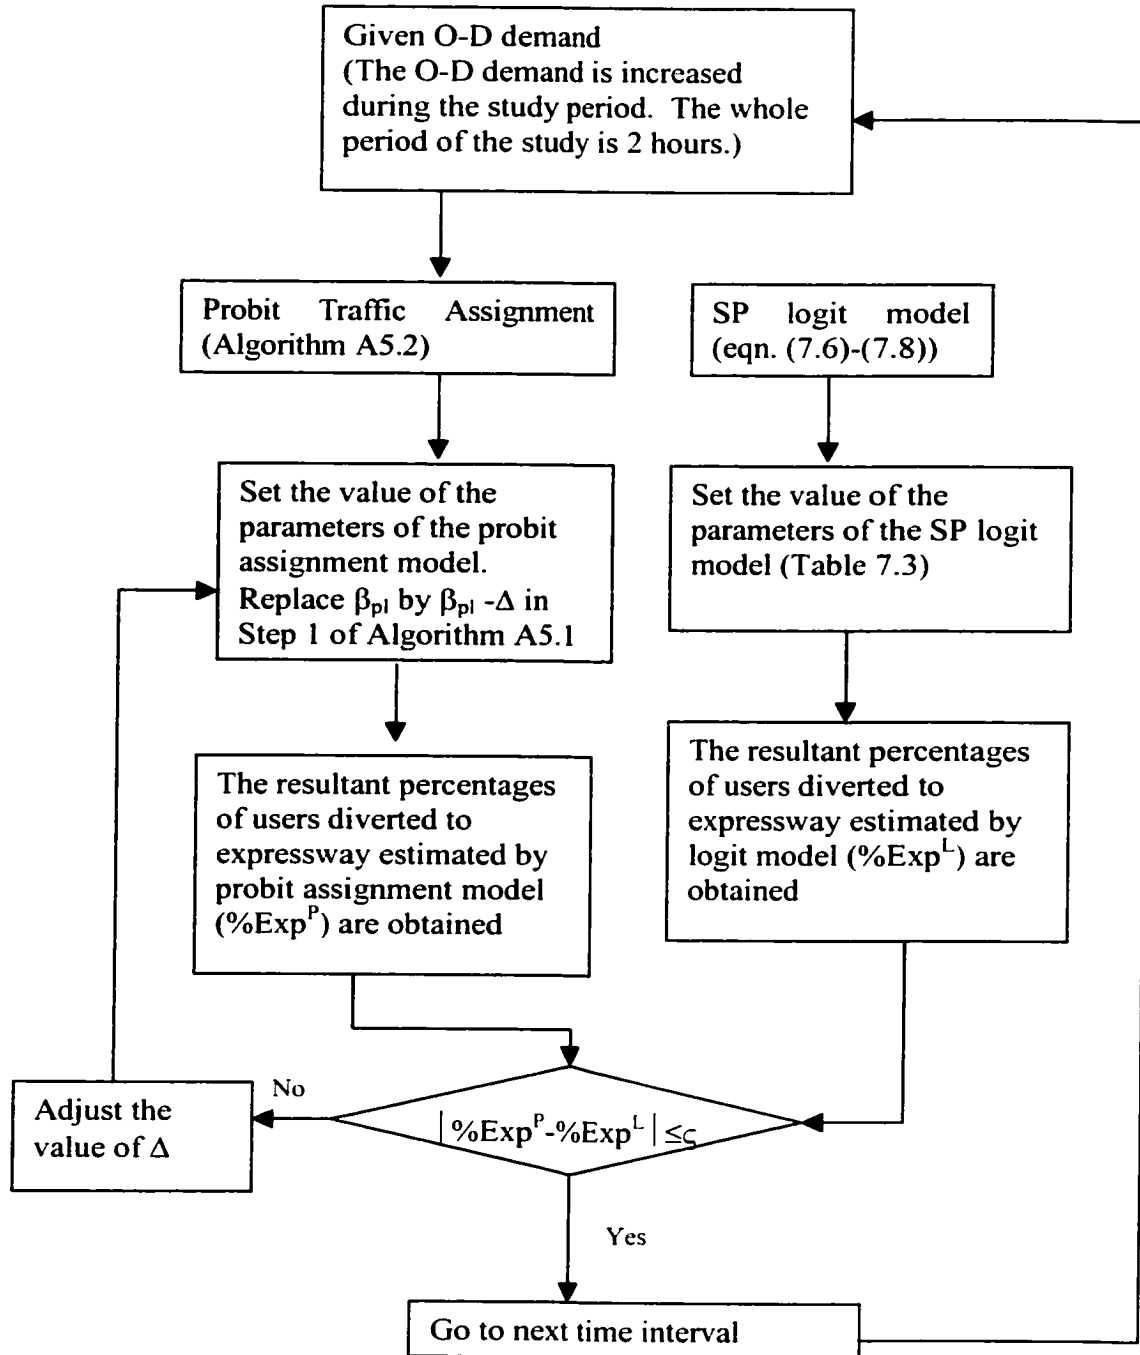 Given O-D demand
(The O-D demand is increased
during the study period. The whole
period of the study is 2 hours.)
Probit Traffic Assignment
(Algorithm A5.2)
SP logit model
(eqn. (7.6)-(7.8))
Set the value of the
parameters of the probit
assignment model.
Replace βpl by βpl -Δ in
Step 1 of Algorithm A5.1
Set the value of the
parameters of the SP logit
model (Table 7.3)
The resultant percentages
of users diverted to
expressway estimated by
probit assignment model
(%Exp^P) are obtained
The resultant percentages
of users diverted to
expressway estimated by
logit model (%Exp^L) are
obtained
Adjust the
value of Δ
No
|%Exp^P-%Exp^L| ≤ς
Yes
Go to next time interval